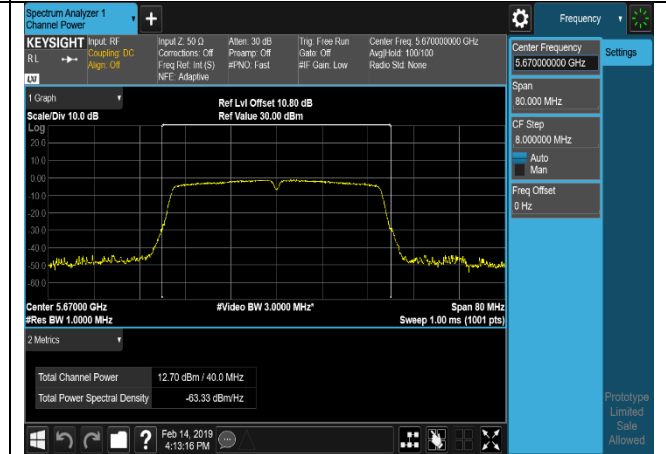 Spectrum Analyzer 1
Channel Power
+
Frequency
KEYSIGHT
RL
LXI
Input: RF
Coupling: DC
Align: Off
Input Z: 50 Ω
Corrections: Off
Freq Ref: Int (S)
NFE: Adaptive
Atten: 30 dB
Preamp: Off
#PNO: Fast
Trig: Free Run
Gate: Off
#IF Gain: Low
Center Freq: 5.670000000 GHz
Avg|Hold: 100/100
Radio Std: None
Center Frequency
5.670000000 GHz
Settings
Span
80.000 MHz
CF Step
8.000000 MHz
Auto
Man
Freq Offset
0 Hz
1 Graph
Scale/Div 10.0 dB
Ref Lvl Offset 10.80 dB
Ref Value 30.00 dBm
Log
20.0
10.0
0.00
-10.0
-20.0
-30.0
-40.0
-50.0
-60.0
Center 5.67000 GHz
#Video BW 3.0000 MHz*
Span 80 MHz
#Res BW 1.0000 MHz
Sweep 1.00 ms (1001 pts)
2 Metrics
Total Channel Power 12.70 dBm / 40.0 MHz
Total Power Spectral Density -63.33 dBm/Hz
Prototype
Limited
Sale
Allowed
?
Feb 14, 2019
4:13:16 PM